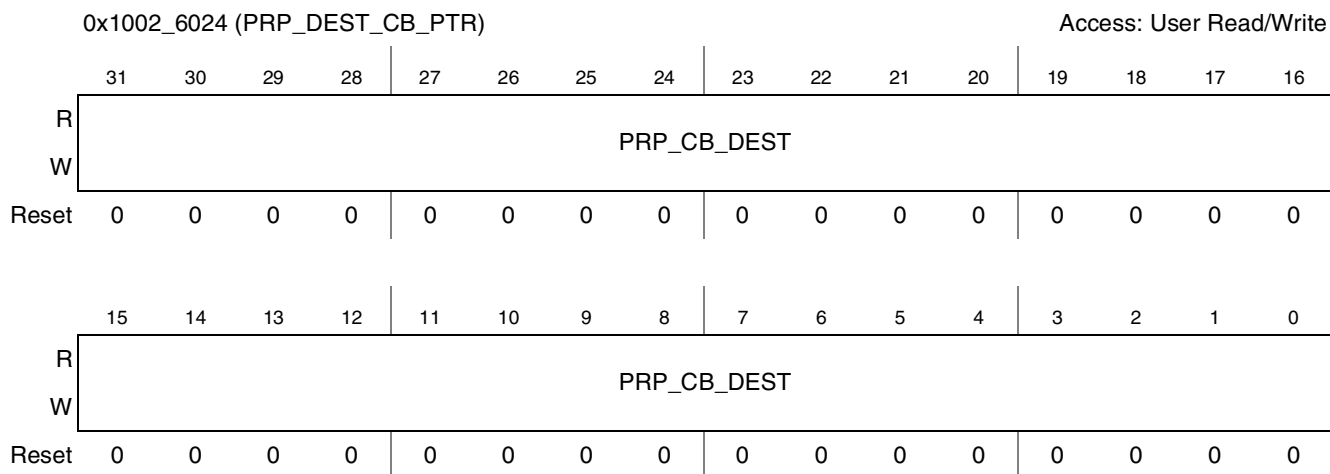 0x1002_6024 (PRP_DEST_CB_PTR) Access: User Read/Write
31 30 29 28 27 26 25 24 23 22 21 20 19 18 17 16
R
PRP_CB_DEST
W
Reset 0 0 0 0 0 0 0 0 0 0 0 0 0 0 0 0
15 14 13 12 11 10 9 8 7 6 5 4 3 2 1 0
R
PRP_CB_DEST
W
Reset 0 0 0 0 0 0 0 0 0 0 0 0 0 0 0 0